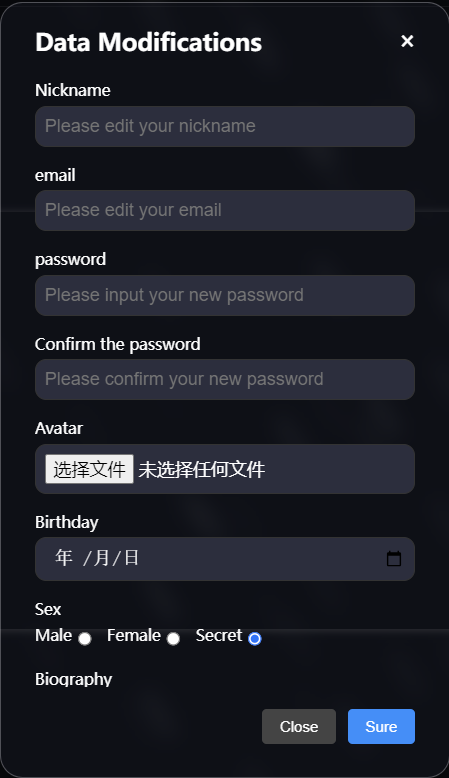 Data Modifications ×
Nickname
Please edit your nickname
email
Please edit your email
password
Please input your new password
Confirm the password
Please confirm your new password
Avatar
选择文件 未选择任何文件
Birthday
年 /月/日
Sex
Male Female Secret
Biography
Close Sure